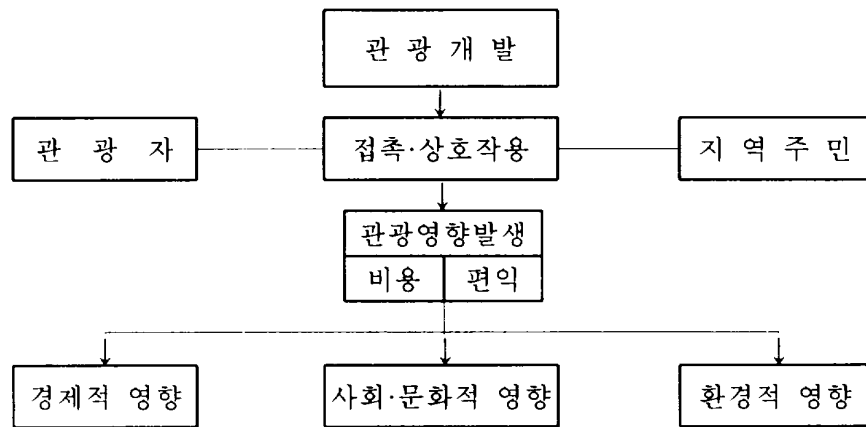 관 광 개 발
관 광 자
접촉·상호작용
지 역 주 민
관광영향발생
비용
편익
경제적 영향
사회·문화적 영향
환경적 영향